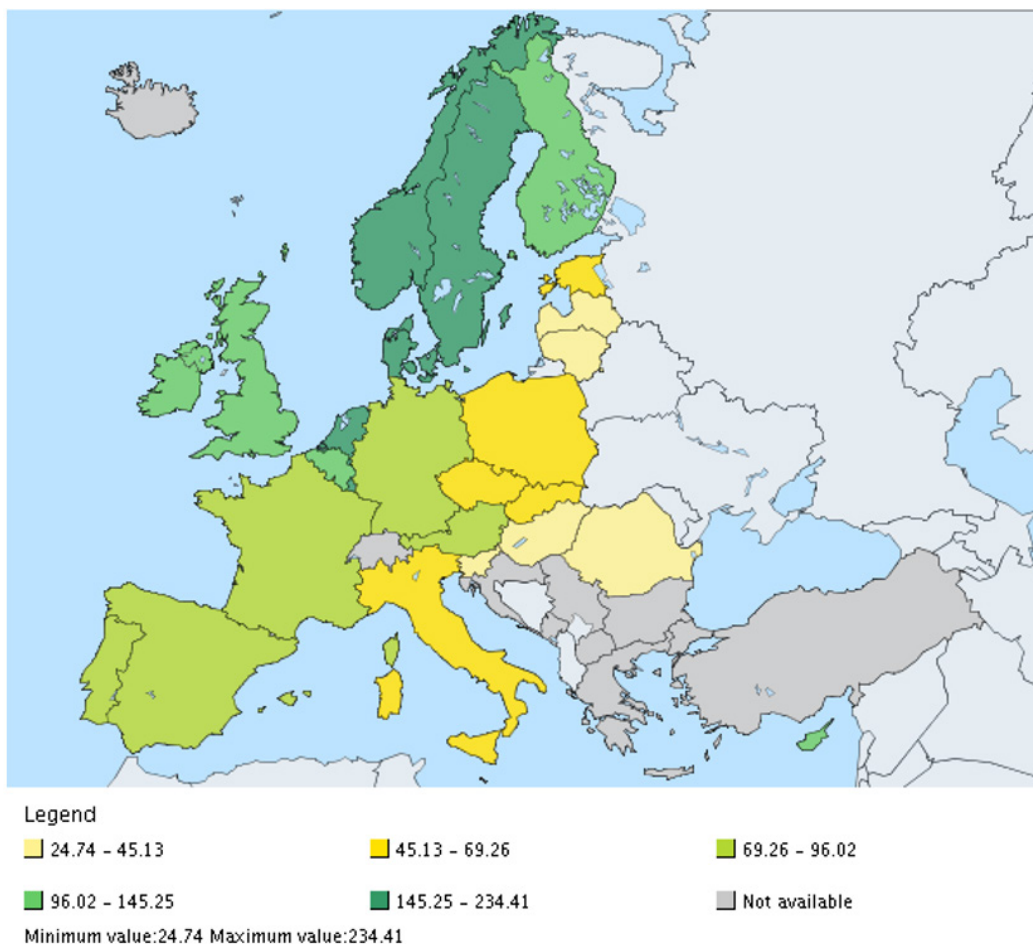 Legend
24.74 - 45.13 45.13 - 69.26 69.26 - 96.02
96.02 - 145.25 145.25 - 234.41 Not available
Minimum value:24.74 Maximum value:234.41